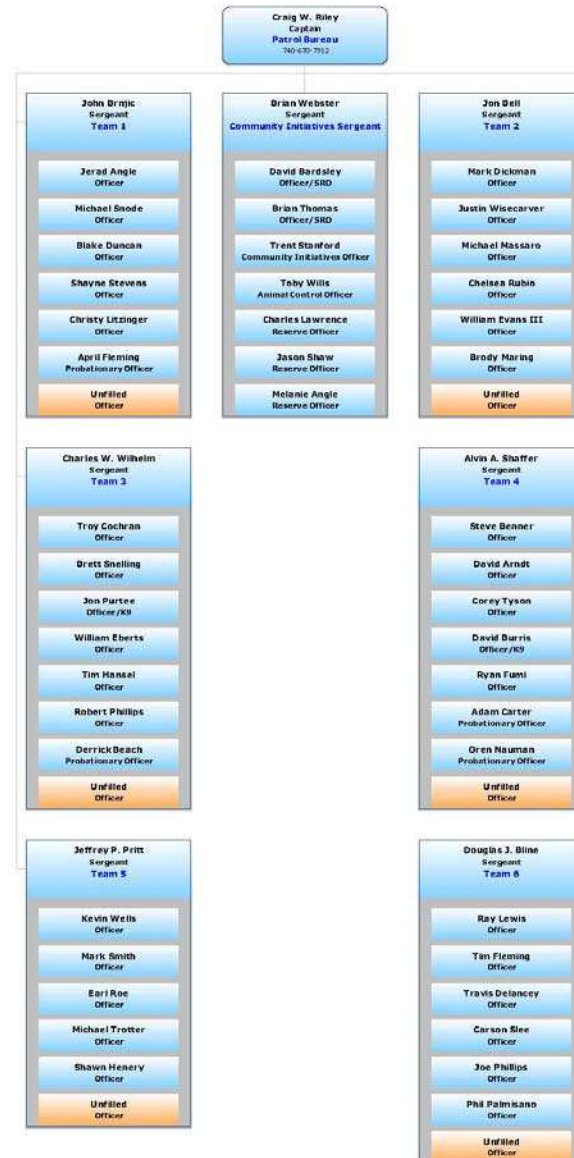 Craig W. Riley
Captain
Patrol Bureau
740-670-7912
John Brnjic
Sergeant
Team 1
Jerad Angle
Officer
Michael Snode
Officer
Blake Duncan
Officer
Shayne Stevens
Officer
Christy Litzinger
Officer
April Fleming
Probationary Officer
Unfilled
Officer
Brian Webster
Sergeant
Community Initiatives Sergeant
David Bardsley
Officer/SRO
Brian Thomas
Officer/SRO
Trent Stanford
Community Initiatives Officer
Toby Wills
Animal Control Officer
Charles Lawrence
Reserve Officer
Jason Shaw
Reserve Officer
Melanie Angle
Reserve Officer
Jon Bell
Sergeant
Team 2
Mark Dickman
Officer
Justin Wisecarver
Officer
Michael Massaro
Officer
Chelsea Rubin
Officer
William Evans III
Officer
Brody Maring
Officer
Unfilled
Officer
Charles W. Wilhelm
Sergeant
Team 3
Troy Cochran
Officer
Brett Snelling
Officer
Jon Purtee
Officer/K9
William Eberts
Officer
Tim Hansel
Officer
Robert Phillips
Officer
Derrick Beach
Probationary Officer
Unfilled
Officer
Alvin A. Shaffer
Sergeant
Team 4
Steve Benner
Officer
David Arndt
Officer
Corey Tyson
Officer
David Burris
Officer/K9
Ryan Fumi
Officer
Adam Carter
Probationary Officer
Oren Nauman
Probationary Officer
Unfilled
Officer
Jeffrey P. Pritt
Sergeant
Team 5
Kevin Wells
Officer
Mark Smith
Officer
Earl Roe
Officer
Michael Trotter
Officer
Shawn Henery
Officer
Unfilled
Officer
Douglas J. Bline
Sergeant
Team 6
Ray Lewis
Officer
Tim Fleming
Officer
Travis Delancey
Officer
Carson Slee
Officer
Joe Phillips
Officer
Phil Palmisano
Officer
Unfilled
Officer